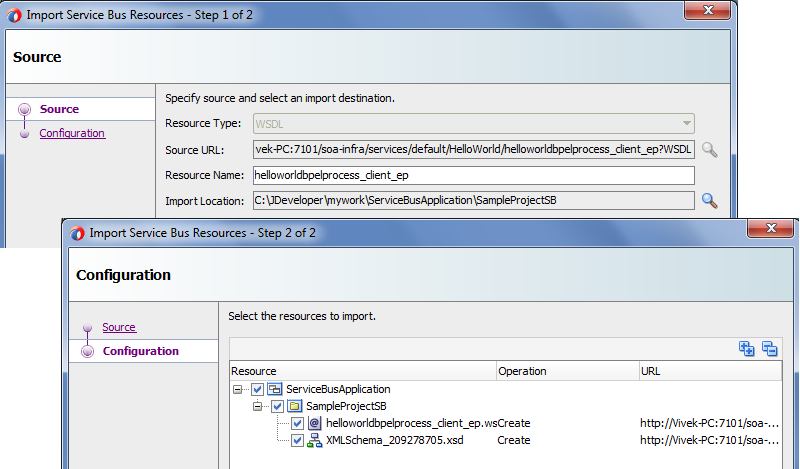 Import Service Bus Resources - Step 1 of 2
Source
Source
Configuration
Specify source and select an import destination.
Resource Type: WSDL
Source URL: vek-PC:7101/soa-infra/services/default/HelloWorld/helloworldbpelprocess_client_ep?WSDL
Resource Name: helloworldbpelprocess_client_ep
Import Location: C:\JDeveloper\mywork\ServiceBusApplication\SampleProjectSB
Import Service Bus Resources - Step 2 of 2
Configuration
Source
Configuration
Select the resources to import.
Resource Operation URL
ServiceBusApplication
SampleProjectSB
helloworldbpelprocess_client_ep.ws Create http://Vivek-PC:7101/soa-...
XMLSchema_209278705.xsd Create http://Vivek-PC:7101/soa-...